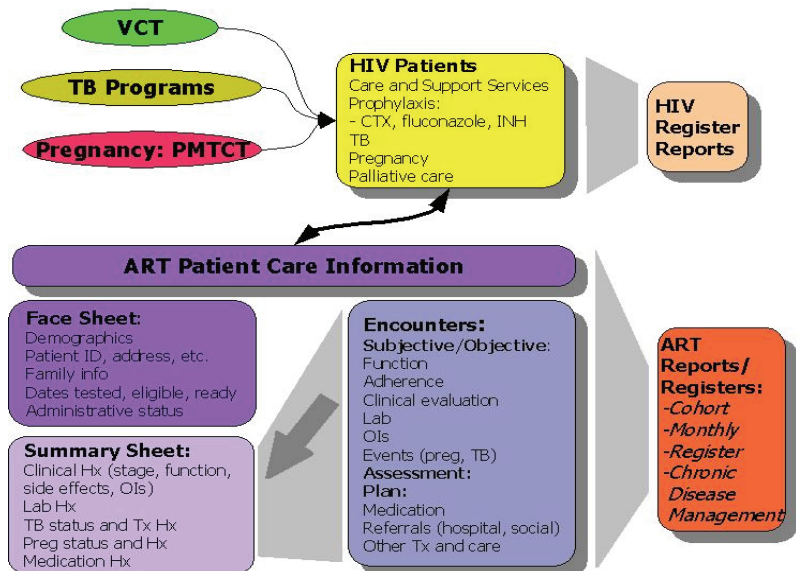 VCT
TB Programs
Pregnancy: PMTCT
HIV Patients
Care and Support Services
Prophylaxis:
- CTX, fluconazole, INH
TB
Pregnancy
Palliative care
HIV
Register
Reports
ART Patient Care Information
Face Sheet:
Demographics
Patient ID, address, etc.
Family info
Dates tested, eligible, ready
Administrative status
Summary Sheet:
Clinical Hx (stage, function,
side effects, OIs)
Lab Hx
TB status and Tx Hx
Preg status and Hx
Medication Hx
Encounters:
Subjective/Objective:
Function
Adherence
Clinical evaluation
Lab
OIs
Events (preg, TB)
Assessment:
Plan:
Medication
Referrals (hospital, social)
Other Tx and care
ART
Reports/
Registers:
-Cohort
-Monthly
-Register
-Chronic
Disease
Management